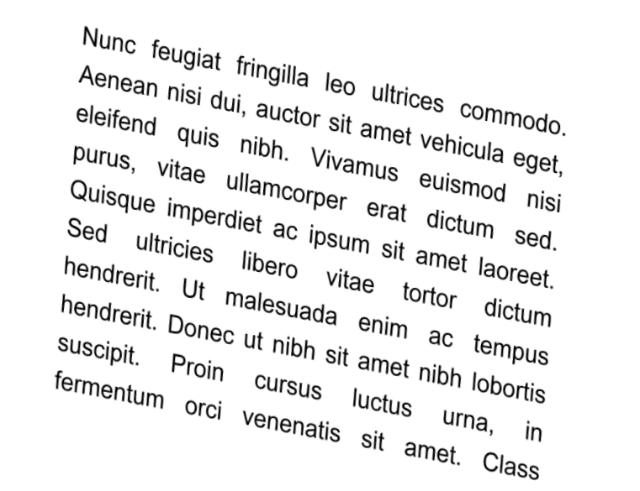 Nunc feugiat fringilla leo ultrices commodo.
Aenean nisi dui, auctor sit amet vehicula eget,
eleifend quis nibh. Vivamus euismod nisi
purus, vitae ullamcorper erat dictum sed.
Quisque imperdiet ac ipsum sit amet laoreet.
Sed ultricies libero vitae tortor dictum
hendrerit. Ut malesuada enim ac tempus
hendrerit. Donec ut nibh sit amet nibh lobortis
suscipit. Proin cursus luctus urna, in
fermentum orci venenatis sit amet. Class